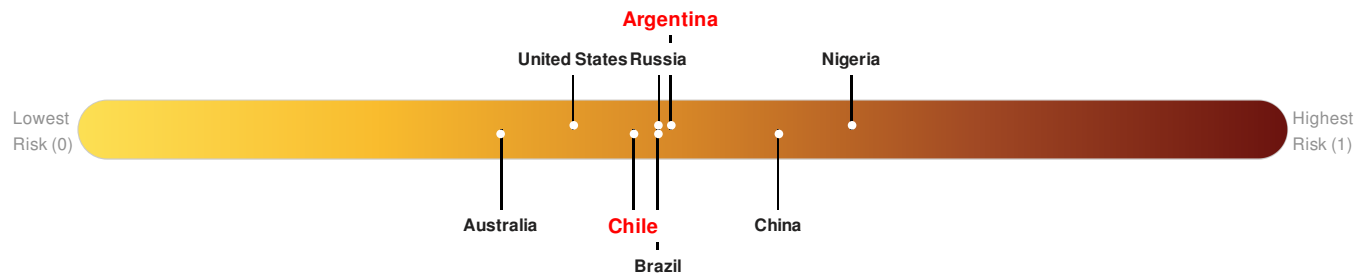 Argentina
United States Russia Nigeria
Lowest
Risk (0)
Highest
Risk (1)
Australia Chile China
Brazil